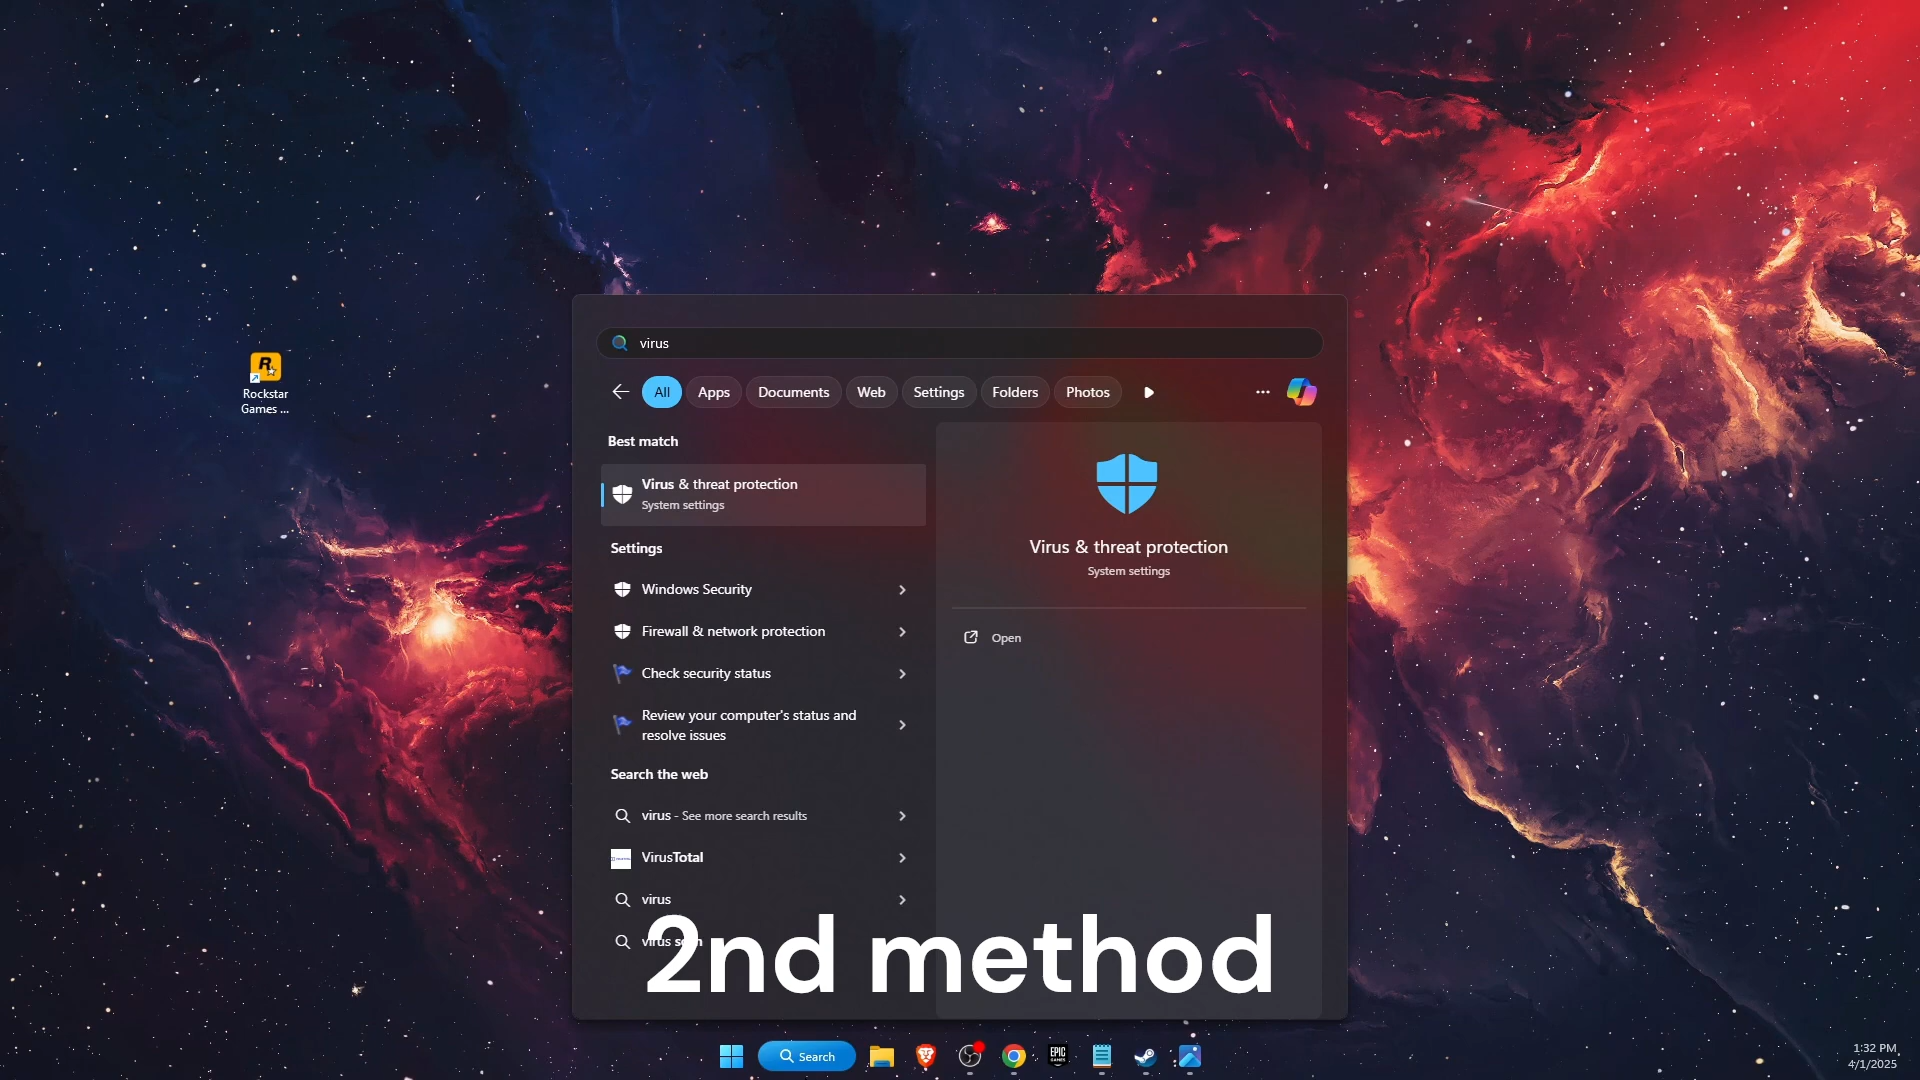 Rockstar
Games ...
virus
All
Apps
Documents
Web
Settings
Folders
Photos
Best match
Virus & threat protection
System settings
Settings
Windows Security
Firewall & network protection
Check security status
Review your computer's status and
resolve issues
Search the web
virus - See more search results
VirusTotal
virus
virus
Virus & threat protection
System settings
Open
2nd method
Search
EPIC
GAMES
1:32 PM
4/1/2025